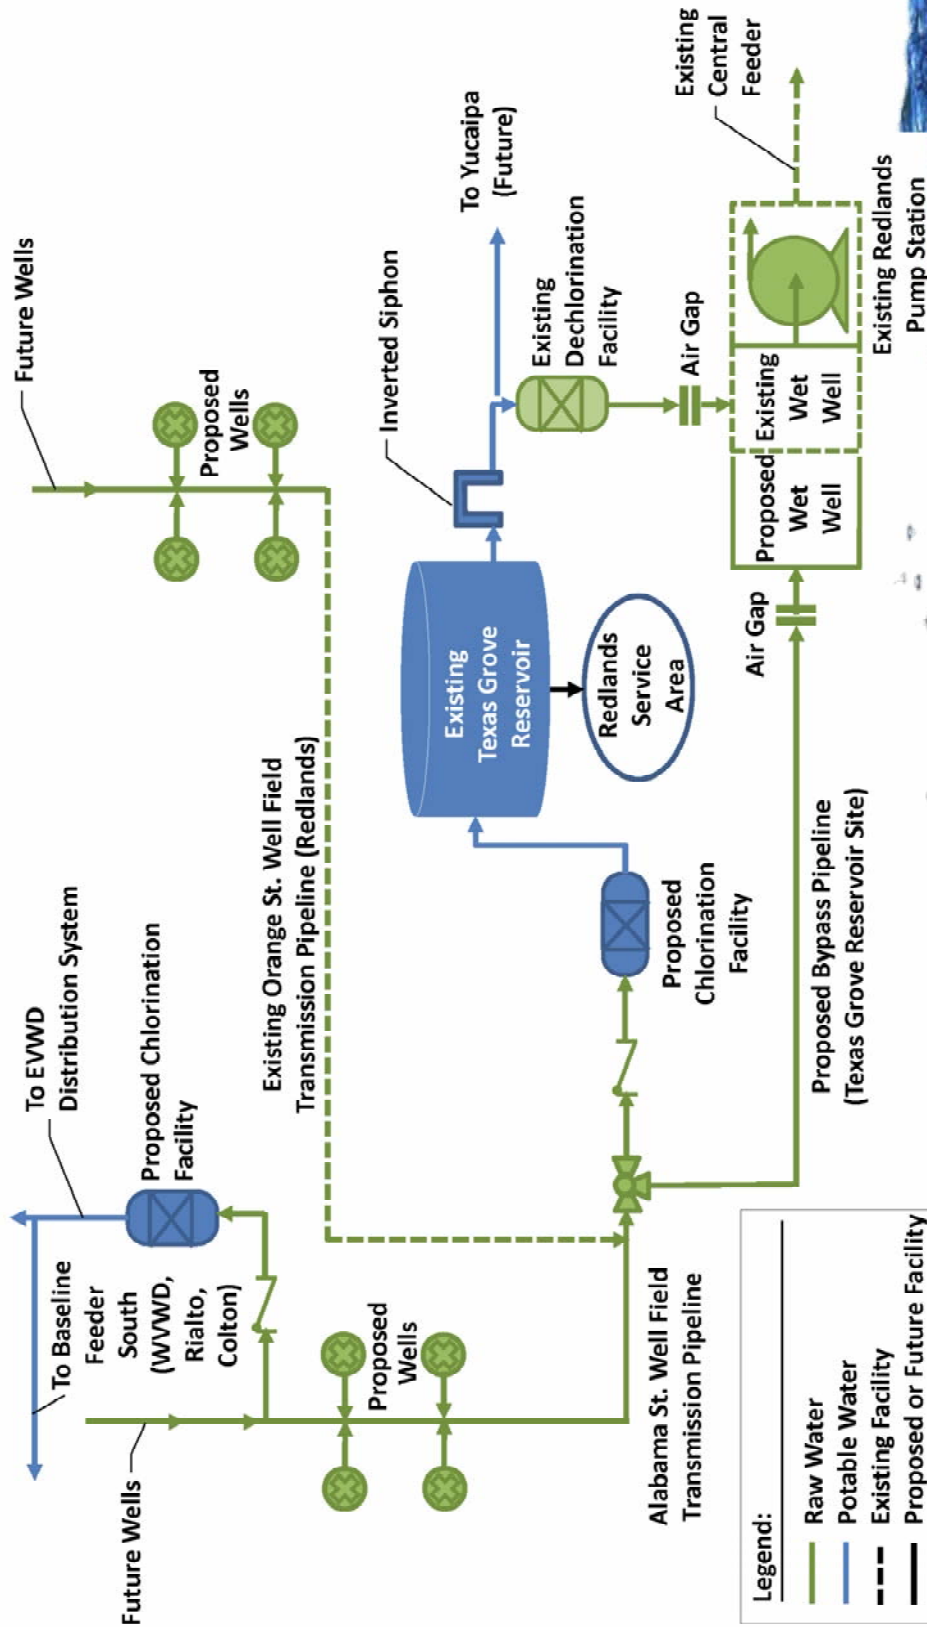 Future Wells
To Baseline
Feeder
South
(WVWD,
Rialto,
Colton)
To EVWD
Distribution System
Proposed Chlorination
Facility
Proposed
Wells
Alabama St. Well Field
Transmission Pipeline
Existing Orange St. Well Field
Transmission Pipeline (Redlands)
Future Wells
Proposed
Wells
Proposed
Chlorination
Facility
Existing
Texas Grove
Reservoir
Redlands
Service
Area
Inverted Siphon
To Yucaipa
(Future)
Existing
Dechlorination
Facility
Air Gap
Proposed Bypass Pipeline
(Texas Grove Reservoir Site)
Air Gap
Proposed
Wet
Well
Existing
Wet
Well
Existing Redlands
Pump Station
Existing
Central
Feeder
Legend:
Raw Water
Potable Water
Existing Facility
Proposed or Future Facility